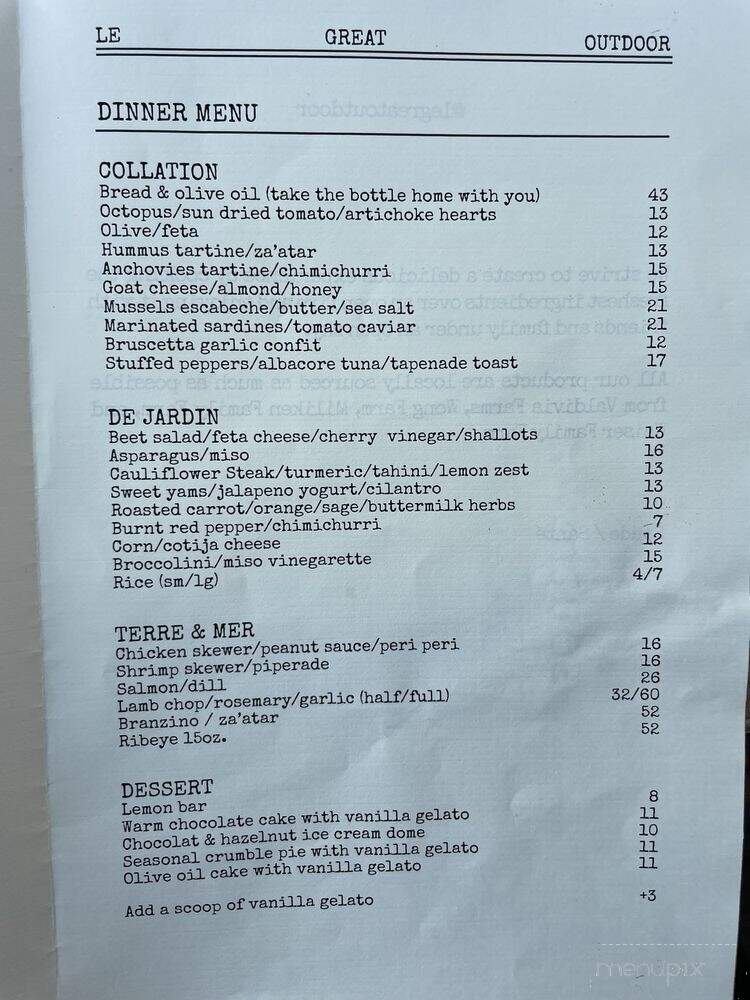 LE GREAT OUTDOOR
DINNER MENU
COLLATION
Bread & olive oil (take the bottle home with you) 43
Octopus/sun dried tomato/artichoke hearts 13
Olive/feta 12
Hummus tartine/za'atar 13
Anchovies tartine/chimichurri 15
Goat cheese/almond/honey 15
Mussels escabeche/butter/sea salt 21
Marinated sardines/tomato caviar 21
Bruscetta garlic confit 12
Stuffed peppers/albacore tuna/tapenade toast 17
DE JARDIN
Beet salad/feta cheese/cherry vinegar/shallots 13
Asparagus/miso 16
Cauliflower Steak/turmeric/tahini/lemon zest 13
Sweet yams/jalapeno yogurt/cilantro 13
Roasted carrot/orange/sage/buttermilk herbs 10
Burnt red pepper/chimichurri 7
Corn/cotija cheese 12
Broccolini/miso vinegarette 15
Rice (sm/lg) 4/7
TERRE & MER
Chicken skewer/peanut sauce/peri peri 16
Shrimp skewer/piperade 16
Salmon/dill 26
Lamb chop/rosemary/garlic (half/full) 32/60
Branzino / za'atar 52
Ribeye 15oz. 52
DESSERT
Lemon bar 8
Warm chocolate cake with vanilla gelato 11
Chocolat & hazelnut ice cream dome 10
Seasonal crumble pie with vanilla gelato 11
Olive oil cake with vanilla gelato 11
Add a scoop of vanilla gelato +3
menupix